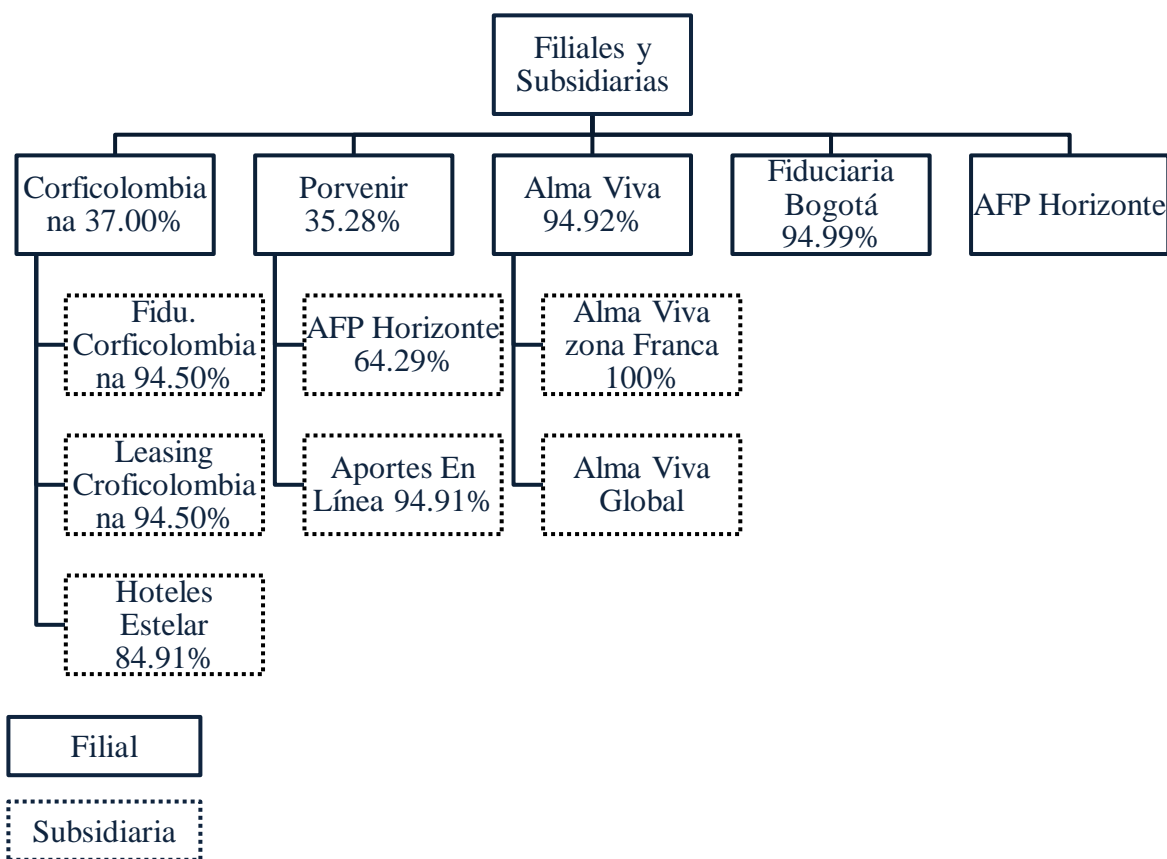 Filiales y
Subsidiarias
Corficolombia
na 37.00%
Porvenir
35.28%
Alma Viva
94.92%
Fiduciaria
Bogotá
94.99%
AFP Horizonte
Fidu.
Corficolombia
na 94.50%
AFP Horizonte
64.29%
Alma Viva
zona Franca
100%
Leasing
Croficolombia
na 94.50%
Aportes En
Línea 94.91%
Alma Viva
Global
Hoteles
Estelar
84.91%
Filial
Subsidiaria